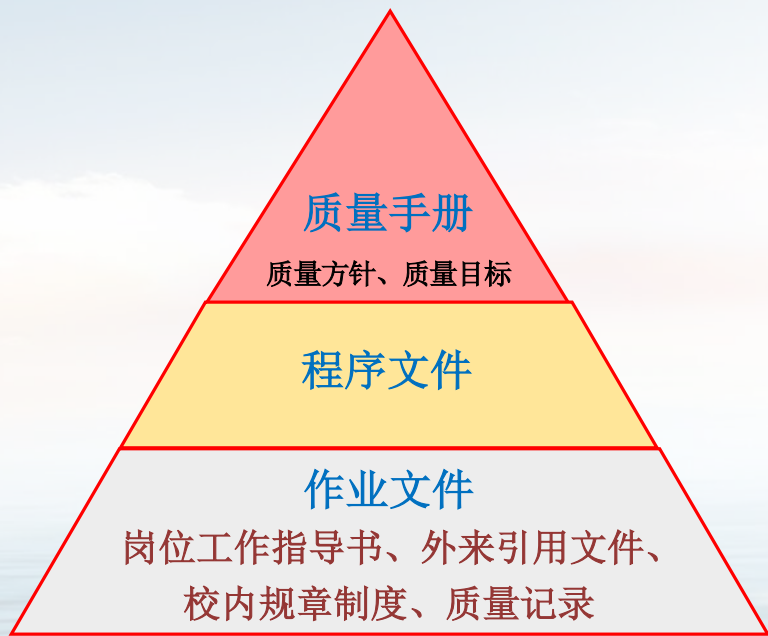 质量手册
质量方针、质量目标
程序文件
作业文件
岗位工作指导书、外来引用文件、
校内规章制度、质量记录